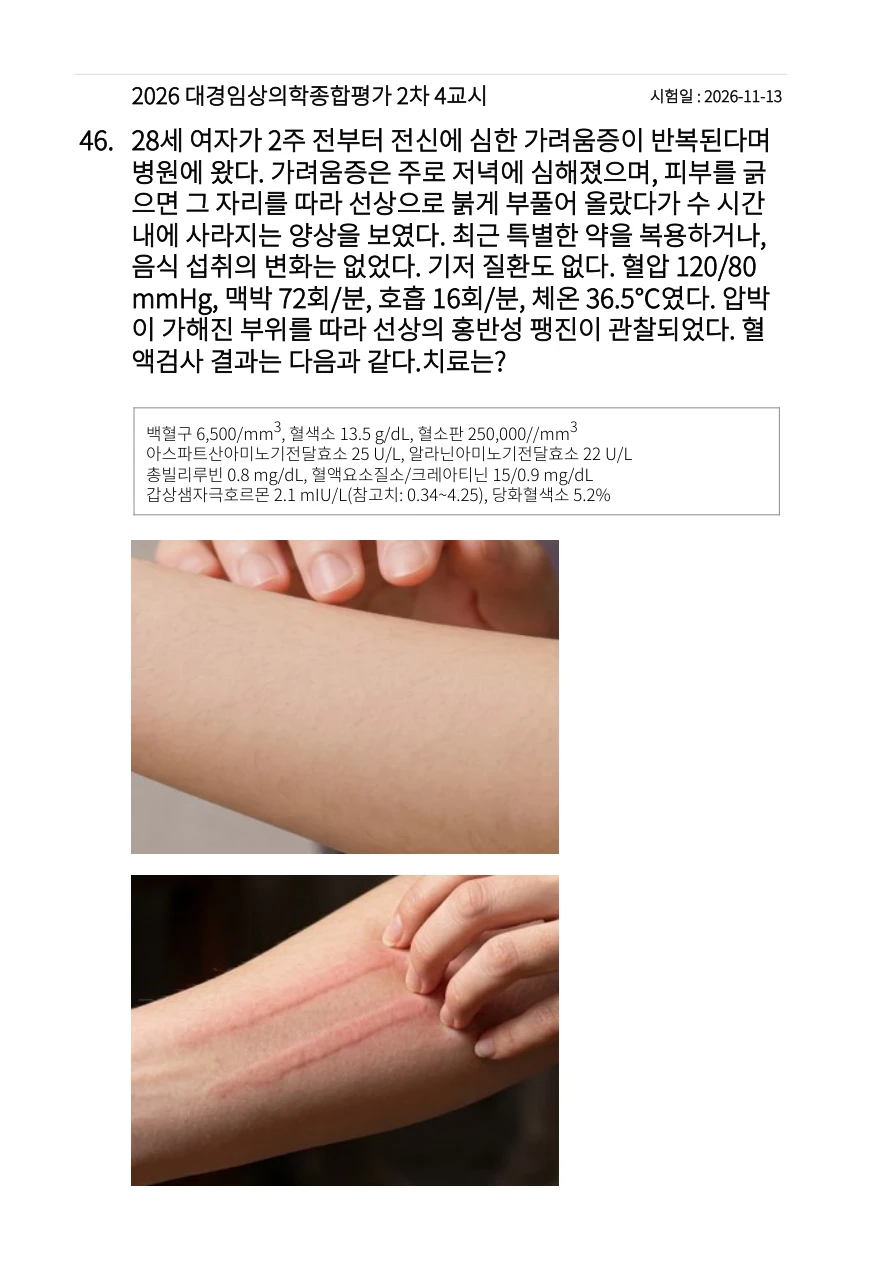 2026 대경임상의학종합평가 2차 4교시
시험일 : 2026-11-13
46. 28세 여자가 2주 전부터 전신에 심한 가려움증이 반복된다며
병원에 왔다. 가려움증은 주로 저녁에 심해졌으며, 피부를 긁
으면 그 자리를 따라 선상으로 붉게 부풀어 올랐다가 수 시간
내에 사라지는 양상을 보였다. 최근 특별한 약을 복용하거나,
음식 섭취의 변화는 없었다. 기저 질환도 없다. 혈압 120/80
mmHg, 맥박 72회/분, 호흡 16회/분, 체온 36.5℃였다. 압박
이 가해진 부위를 따라 선상의 홍반성 팽진이 관찰되었다. 혈
액검사 결과는 다음과 같다.치료는?
백혈구 6,500/mm³, 혈색소 13.5 g/dL, 혈소판 250,000//mm³
아스파트산아미노기전달효소 25 U/L, 알라닌아미노기전달효소 22 U/L
총빌리루빈 0.8 mg/dL, 혈액요소질소/크레아티닌 15/0.9 mg/dL
갑상샘자극호르몬 2.1 mIU/L(참고치: 0.34~4.25), 당화혈색소 5.2%